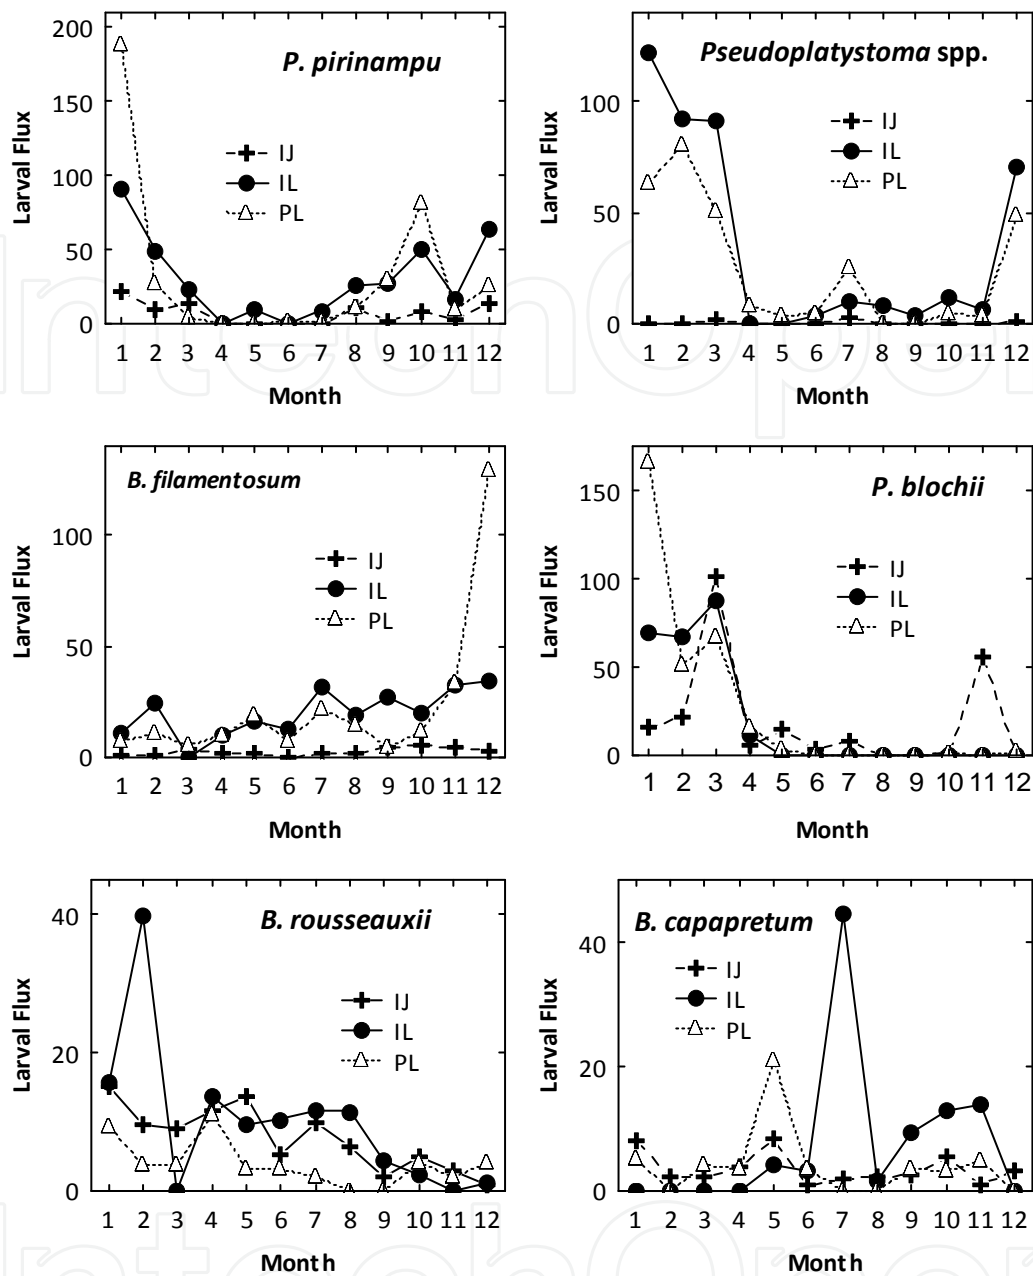 P. pirinampu
Larval Flux
200
150
100
50
0
IJ
IL
PL
1 2 3 4 5 6 7 8 9 10 11 12
Month
Pseudoplatystoma spp.
Larval Flux
100
50
0
IJ
IL
PL
1 2 3 4 5 6 7 8 9 10 11 12
Month
B. filamentosum
Larval Flux
100
50
0
IJ
IL
PL
1 2 3 4 5 6 7 8 9 10 11 12
Month
P. blochii
Larval Flux
150
100
50
0
IJ
IL
PL
1 2 3 4 5 6 7 8 9 10 11 12
Month
B. rousseauxii
Larval Flux
40
20
0
IJ
IL
PL
1 2 3 4 5 6 7 8 9 10 11 12
Month
B. capapretum
Larval Flux
40
20
0
IJ
IL
PL
1 2 3 4 5 6 7 8 9 10 11 12
Month